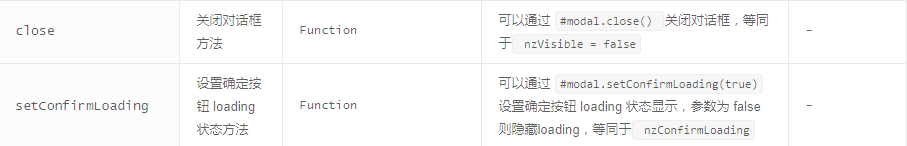 close
关闭对话框
方法
Function
可以通过 #modal.close() 关闭对话框，等同
于 nzVisible = false
-
setConfirmLoading
设置确定按
钮 loading
状态方法
Function
可以通过 #modal.setConfirmLoading(true)
设置确定按钮 loading 状态显示，参数为 false
则隐藏loading，等同于 nzConfirmLoading
-